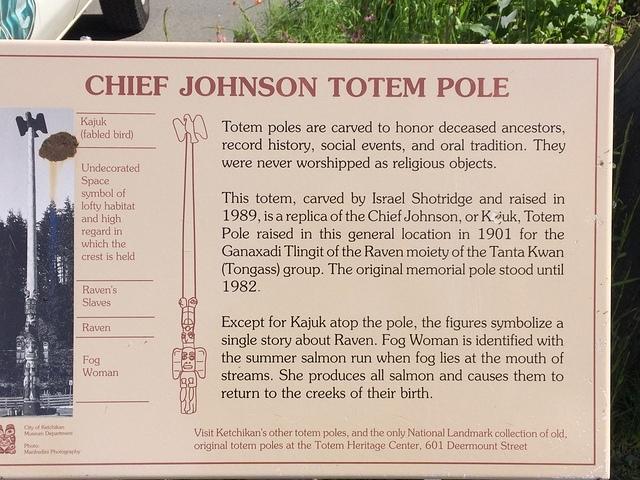 CHIEF JOHNSON TOTEM POLE
Kajuk
(fabled bird)
Undecorated
Space
symbol of
lofty habitat
and high
regard in
which the
crest is held
Raven's
Slaves
Raven
Fog
Woman
Totem poles are carved to honor deceased ancestors,
record history, social events, and oral tradition. They
were never worshipped as religious objects.
This totem, carved by Israel Shotridge and raised in
1989, is a replica of the Chief Johnson, or Kajuk, Totem
Pole raised in this general location in 1901 for the
Ganaxadi Tlingit of the Raven moiety of the Tanta Kwan
(Tongass) group. The original memorial pole stood until
1982.
Except for Kajuk atop the pole, the figures symbolize a
single story about Raven. Fog Woman is identified with
the summer salmon run when fog lies at the mouth of
streams. She produces all salmon and causes them to
return to the creeks of their birth.
City of Ketchikan
Museum Department
Photo:
Manfredini Photography
Visit Ketchikan's other totem poles, and the only National Landmark collection of old,
original totem poles at the Totem Heritage Center, 601 Deermount Street